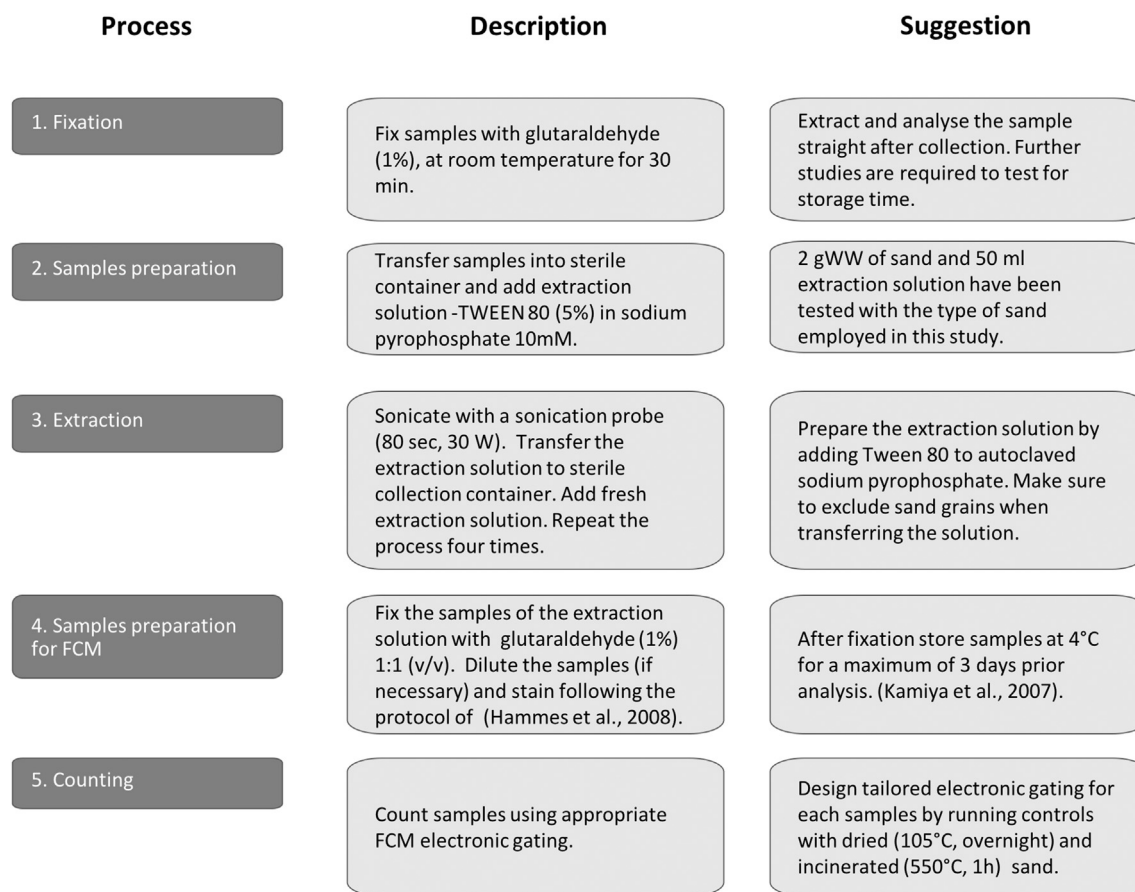 Process
Description
Suggestion
1. Fixation
Fix samples with glutaraldehyde
(1%), at room temperature for 30
min.
Extract and analyse the sample
straight after collection. Further
studies are required to test for
storage time.
2. Samples preparation
Transfer samples into sterile
container and add extraction
solution -TWEEN 80 (5%) in sodium
pyrophosphate 10mM.
2 gWW of sand and 50 ml
extraction solution have been
tested with the type of sand
employed in this study.
3. Extraction
Sonicate with a sonication probe
(80 sec, 30 W). Transfer the
extraction solution to sterile
collection container. Add fresh
extraction solution. Repeat the
process four times.
Prepare the extraction solution by
adding Tween 80 to autoclaved
sodium pyrophosphate. Make sure
to exclude sand grains when
transferring the solution.
4. Samples preparation
for FCM
Fix the samples of the extraction
solution with glutaraldehyde (1%)
1:1 (v/v). Dilute the samples (if
necessary) and stain following the
protocol of (Hammes et al., 2008).
After fixation store samples at 4°C
for a maximum of 3 days prior
analysis. (Kamiya et al., 2007).
5. Counting
Count samples using appropriate
FCM electronic gating.
Design tailored electronic gating for
each samples by running controls
with dried (105°C, overnight) and
incinerated (550°C, 1h) sand.